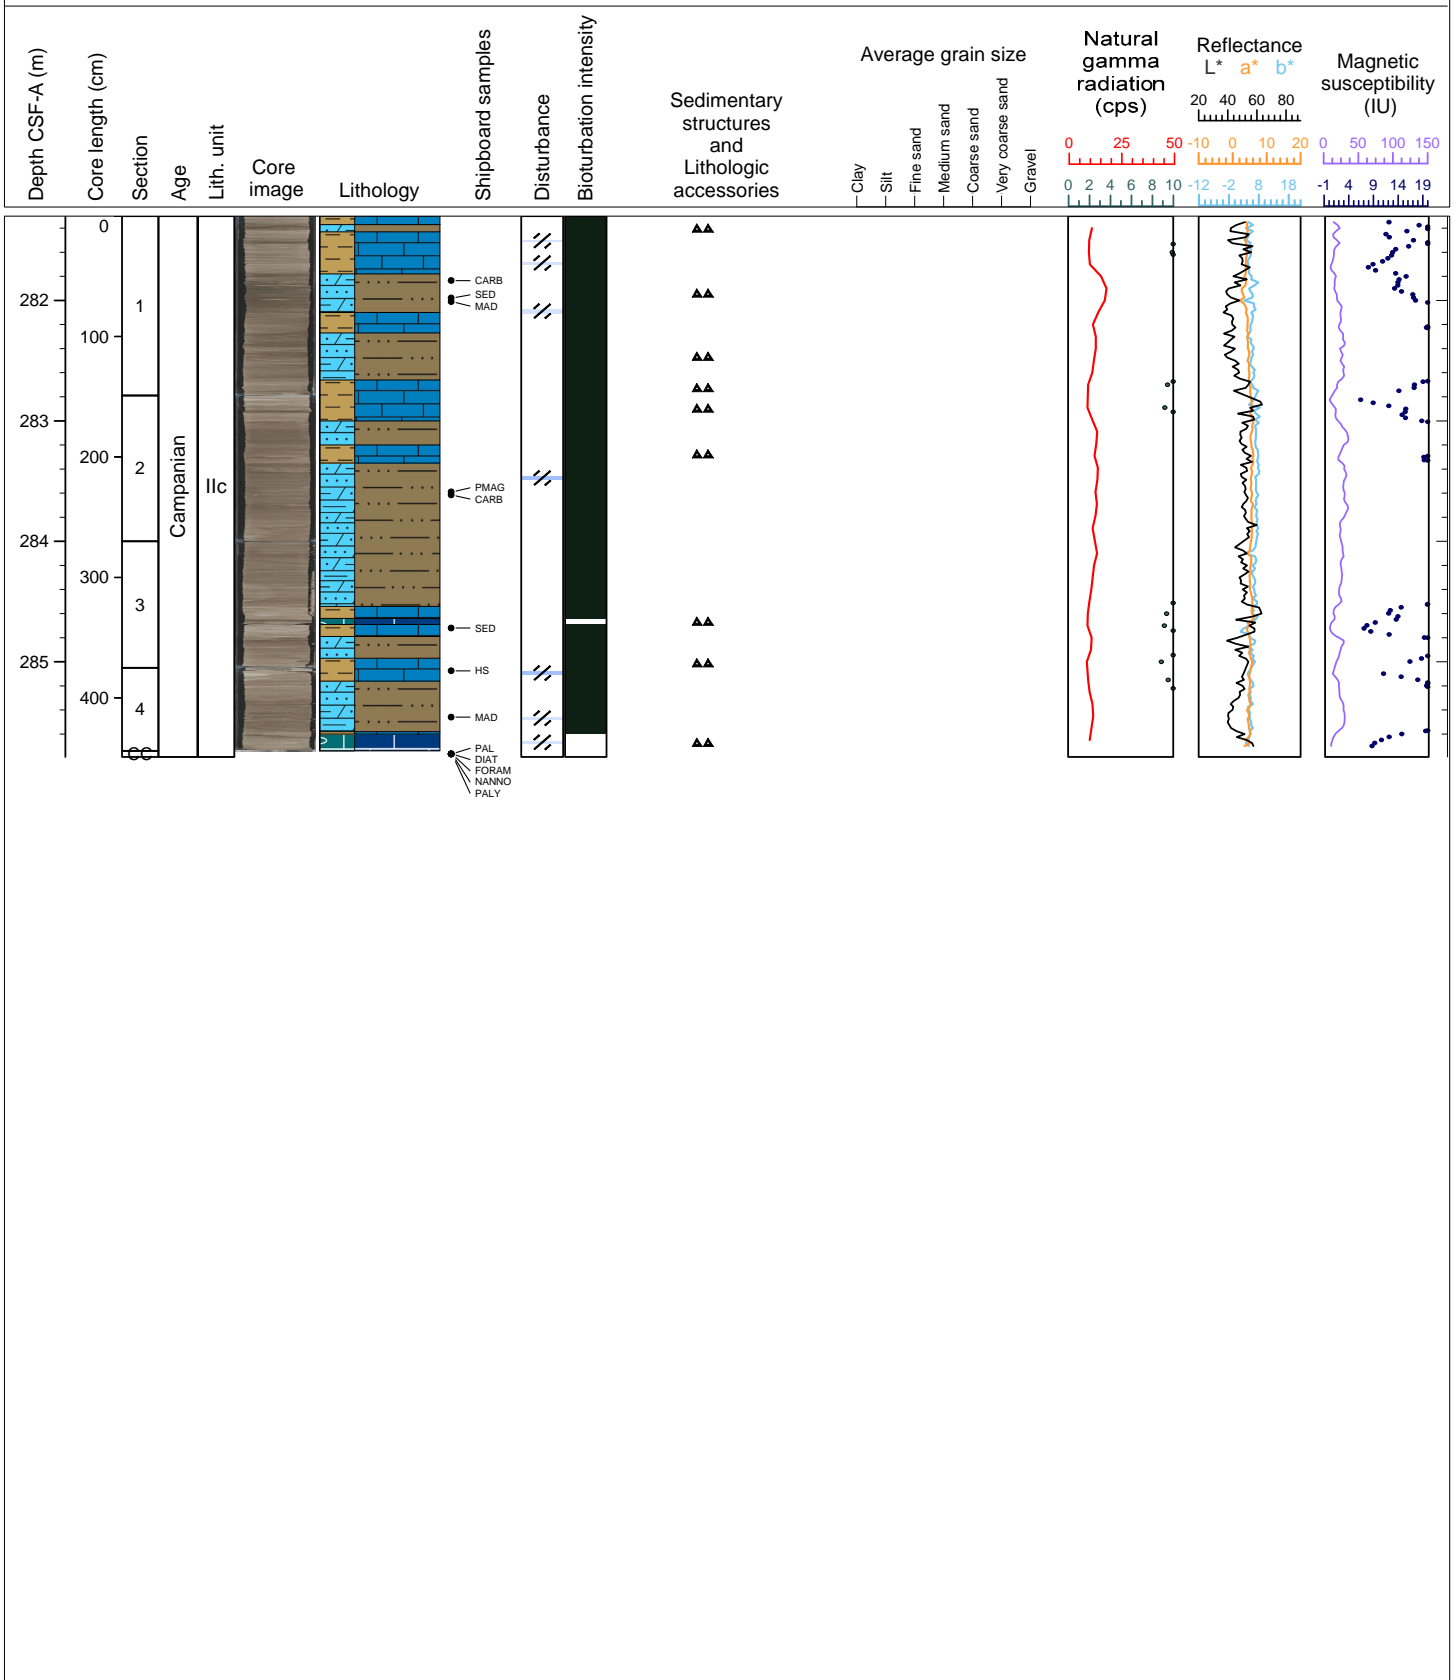 Depth CSF-A (m)
Core length (cm)
Section
Age
Lith. unit
Core
image
Lithology
Shipboard samples
Disturbance
Bioturbation intensity
Sedimentary
structures
and
Lithologic
accessories
Average grain size
Clay
Silt
Fine sand
Medium sand
Coarse sand
Very coarse sand
Gravel
Natural
gamma
radiation
(cps)
0 25 50
0 2 4 6 8 10
Reflectance
L* a* b*
20 40 60 80
-10 0 10 20
-12 -2 8 18
Magnetic
susceptibility
(IU)
0 50 100 150
-1 4 9 14 19
282
283
284
285
0
100
200
300
400
1
2
3
4
CC
Campanian
IIc
CARB
SED
MAD
PMAG
CARB
SED
HS
MAD
PAL
DIAT
FORAM
NANNO
PALY